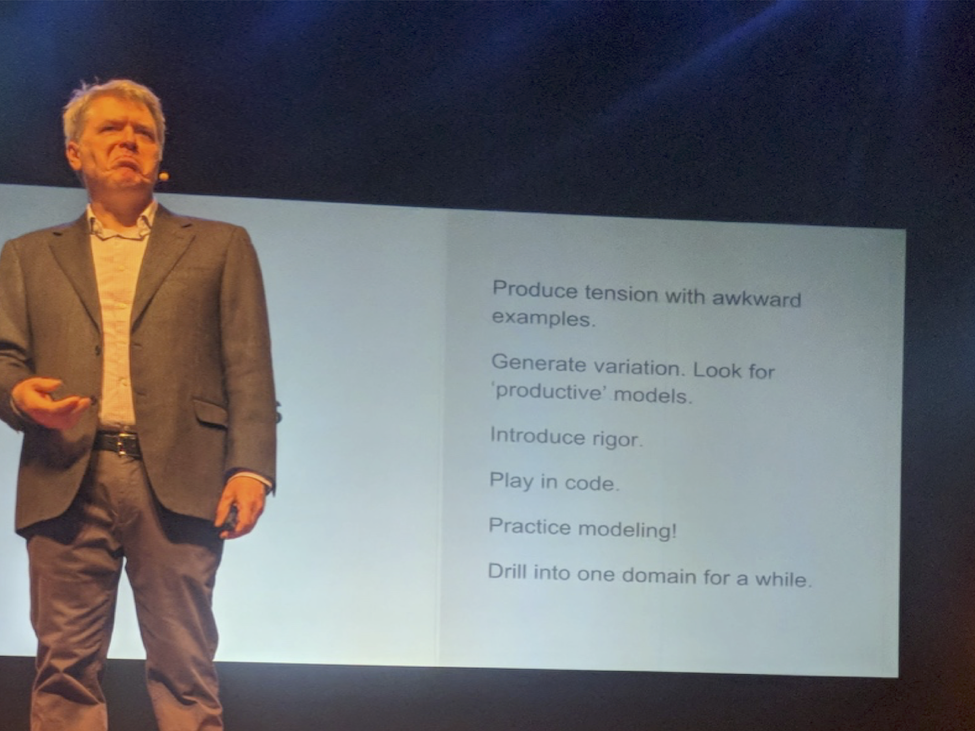 Produce tension with awkward
examples.
Generate variation. Look for
'productive' models.
Introduce rigor.
Play in code.
Practice modeling!
Drill into one domain for a while.